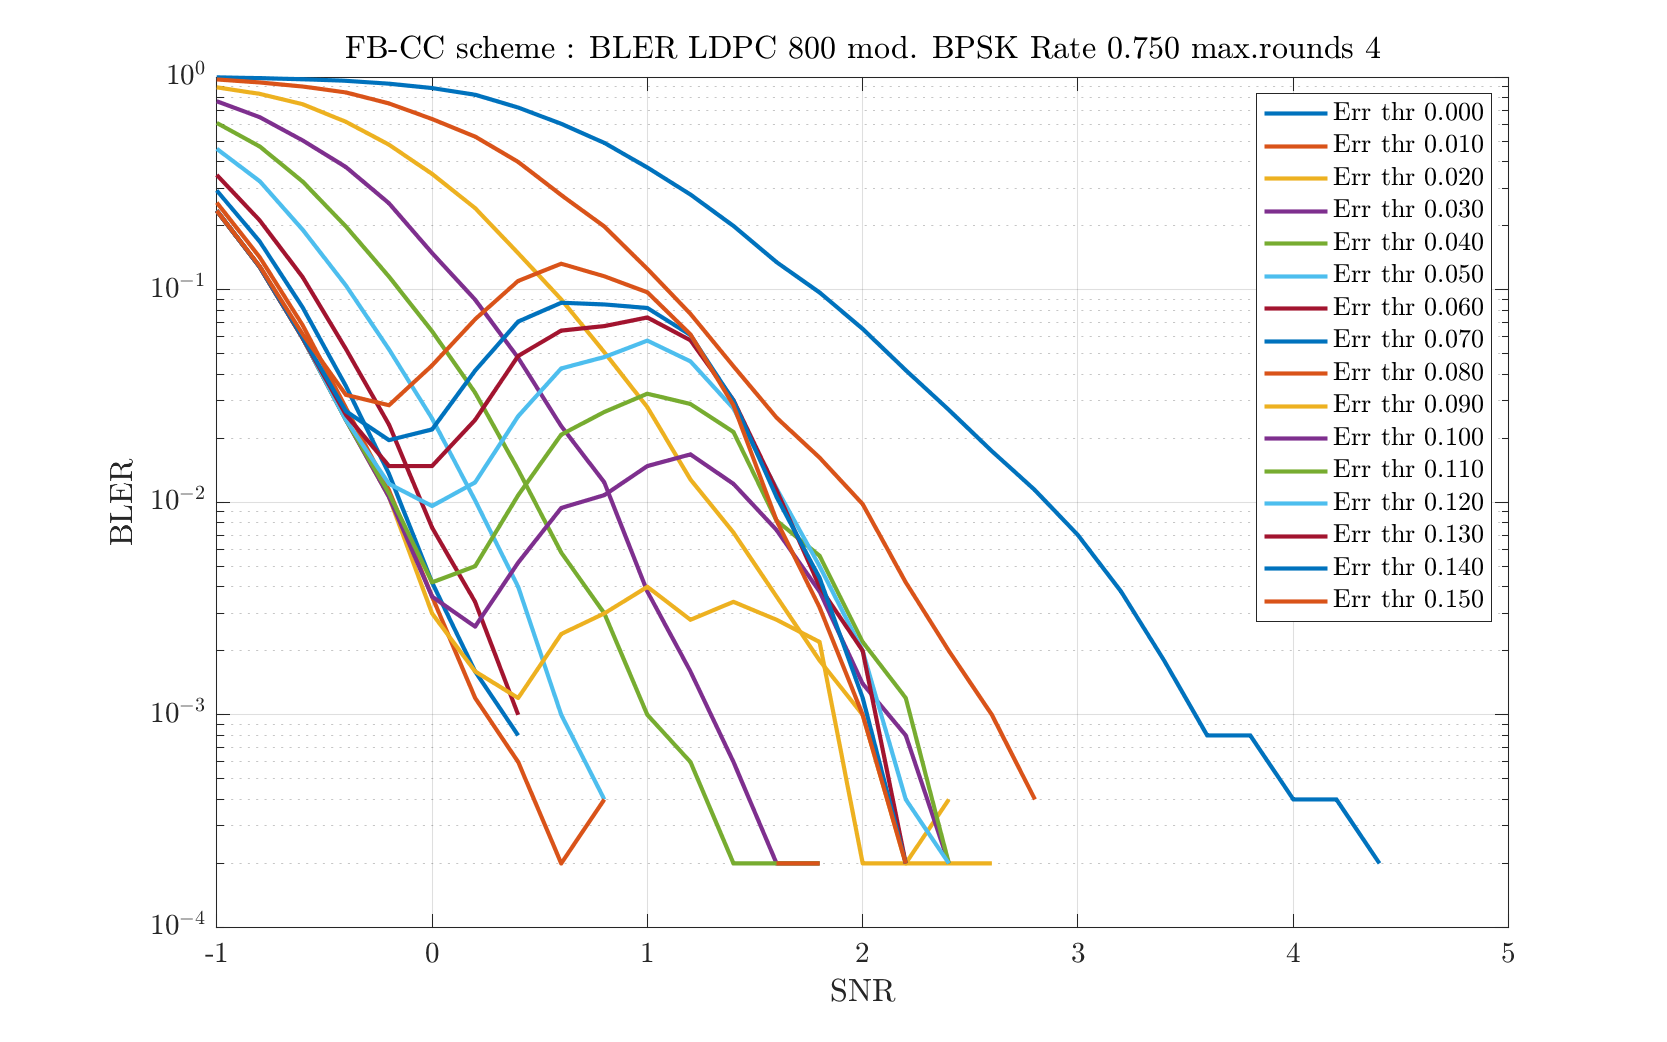 FB-CC scheme : BLER LDPC 800 mod. BPSK Rate 0.750 max.rounds 4
10^0
10^-1
10^-2
10^-3
10^-4
BLER
-1 0 1 2 3 4 5
SNR
Err thr 0.000
Err thr 0.010
Err thr 0.020
Err thr 0.030
Err thr 0.040
Err thr 0.050
Err thr 0.060
Err thr 0.070
Err thr 0.080
Err thr 0.090
Err thr 0.100
Err thr 0.110
Err thr 0.120
Err thr 0.130
Err thr 0.140
Err thr 0.150